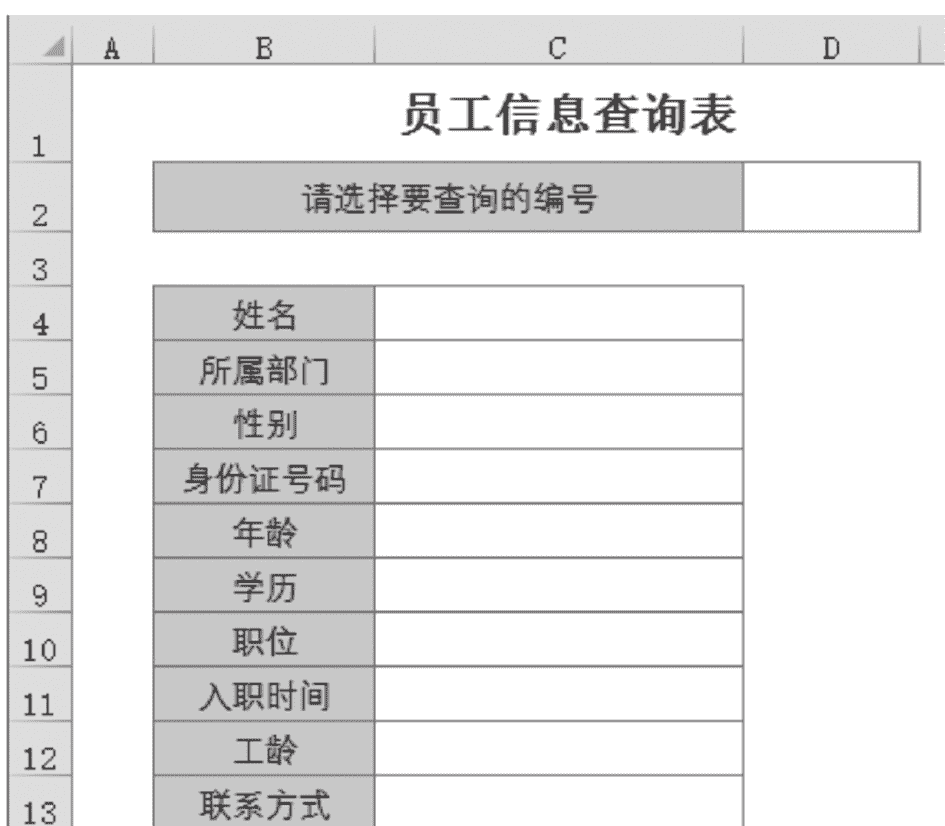 A B C D
1 员工信息查询表
2 请选择要查询的编号
3
4 姓名
5 所属部门
6 性别
7 身份证号码
8 年龄
9 学历
10 职位
11 入职时间
12 工龄
13 联系方式